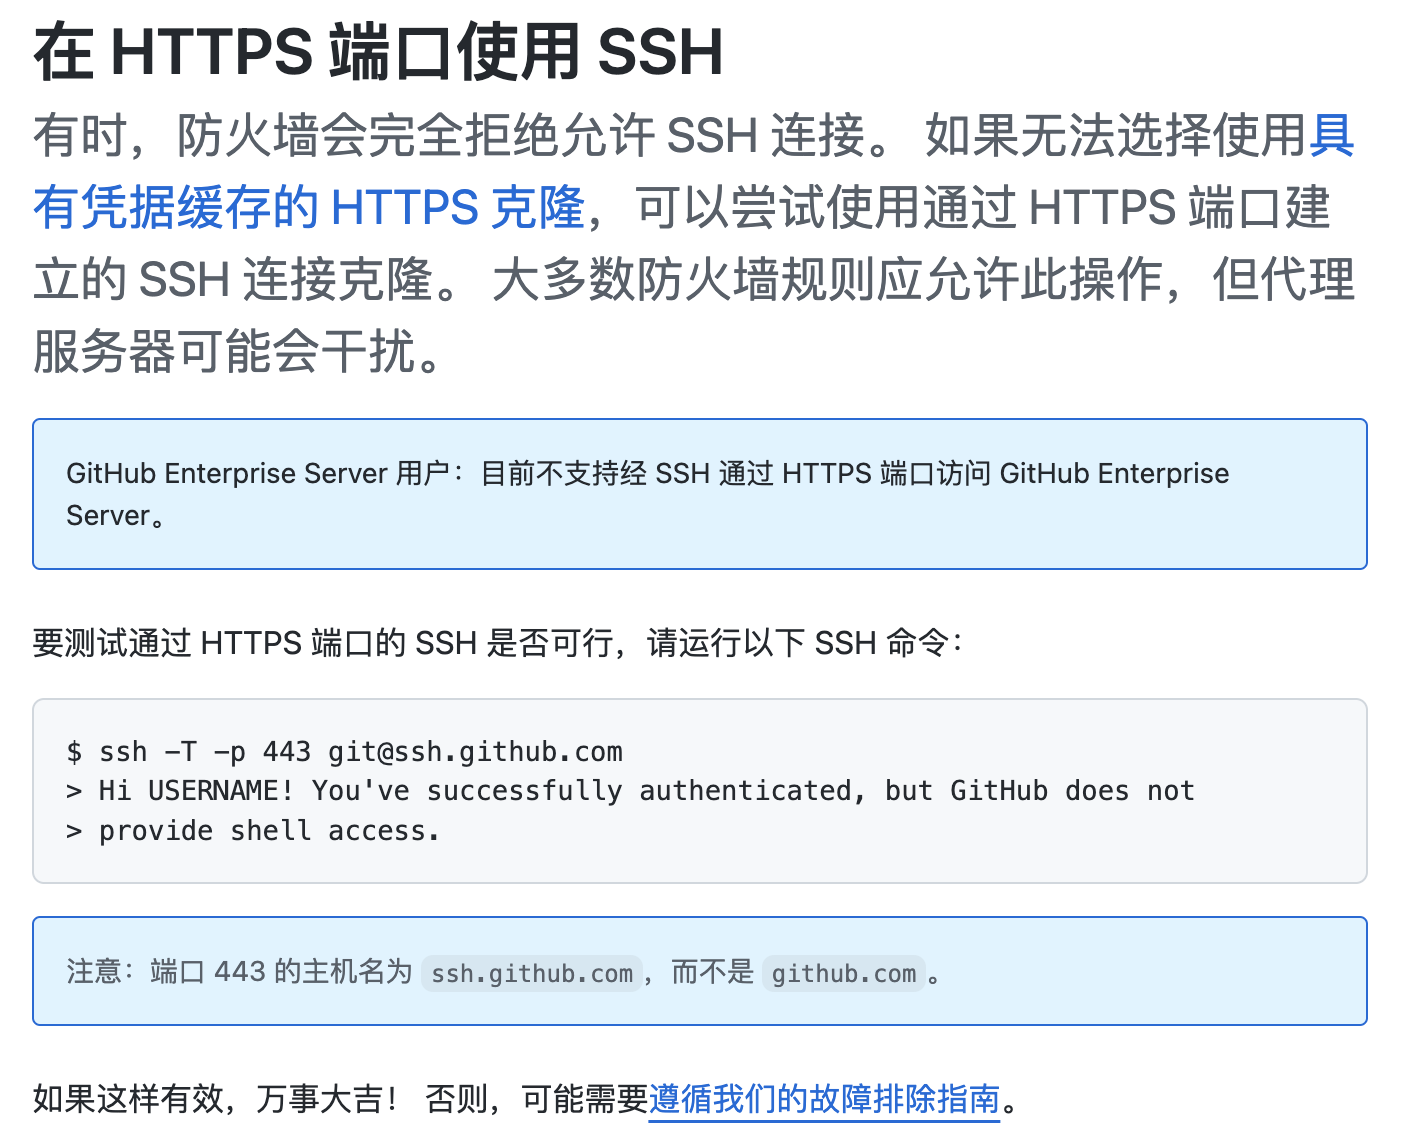 在 HTTPS 端口使用 SSH
有时，防火墙会完全拒绝允许 SSH 连接。 如果无法选择使用具
有凭据缓存的 HTTPS 克隆，可以尝试使用通过 HTTPS 端口建
立的 SSH 连接克隆。 大多数防火墙规则应允许此操作，但代理
服务器可能会干扰。
GitHub Enterprise Server 用户：目前不支持经 SSH 通过 HTTPS 端口访问 GitHub Enterprise
Server。
要测试通过 HTTPS 端口的 SSH 是否可行，请运行以下 SSH 命令：
$ ssh -T -p 443 git@ssh.github.com
> Hi USERNAME! You've successfully authenticated, but GitHub does not
> provide shell access.
注意：端口 443 的主机名为 ssh.github.com，而不是 github.com。
如果这样有效，万事大吉！ 否则，可能需要遵循我们的故障排除指南。